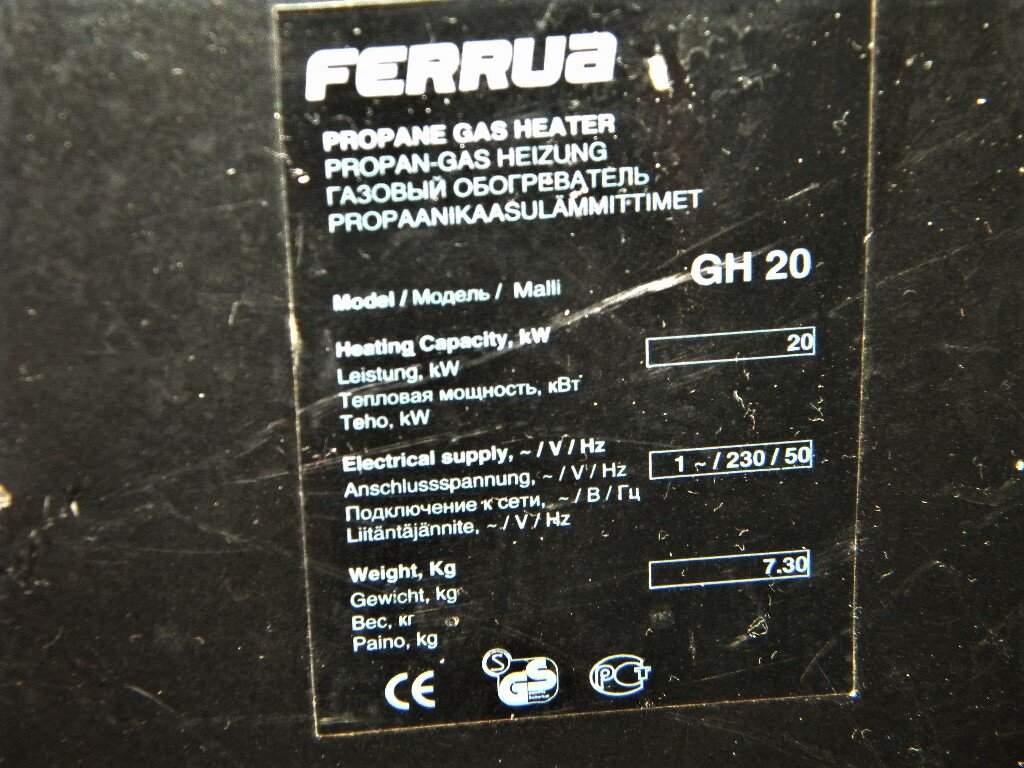 FERRUa
PROPANE GAS HEATER
PROPAN-GAS HEIZUNG
ГАЗОВЫЙ ОБОГРЕВАТЕЛЬ
PROPAANIKAASULÄMMITTIMET
Model / Модель / Malli GH 20
Heating Capacity, kW 20
Leistung, kW
Тепловая мощность, кВт
Teho, kW
Electrical supply, ~ / V / Hz 1 ~ / 230 / 50
Anschlussspannung, ~ / V / Hz
Подключение к сети, ~ / В / Гц
Liitäntäjännite, ~ / V / Hz
Weight, Kg 7.30
Gewicht, kg
Вес, кг
Paino, kg
CE S GS PCT